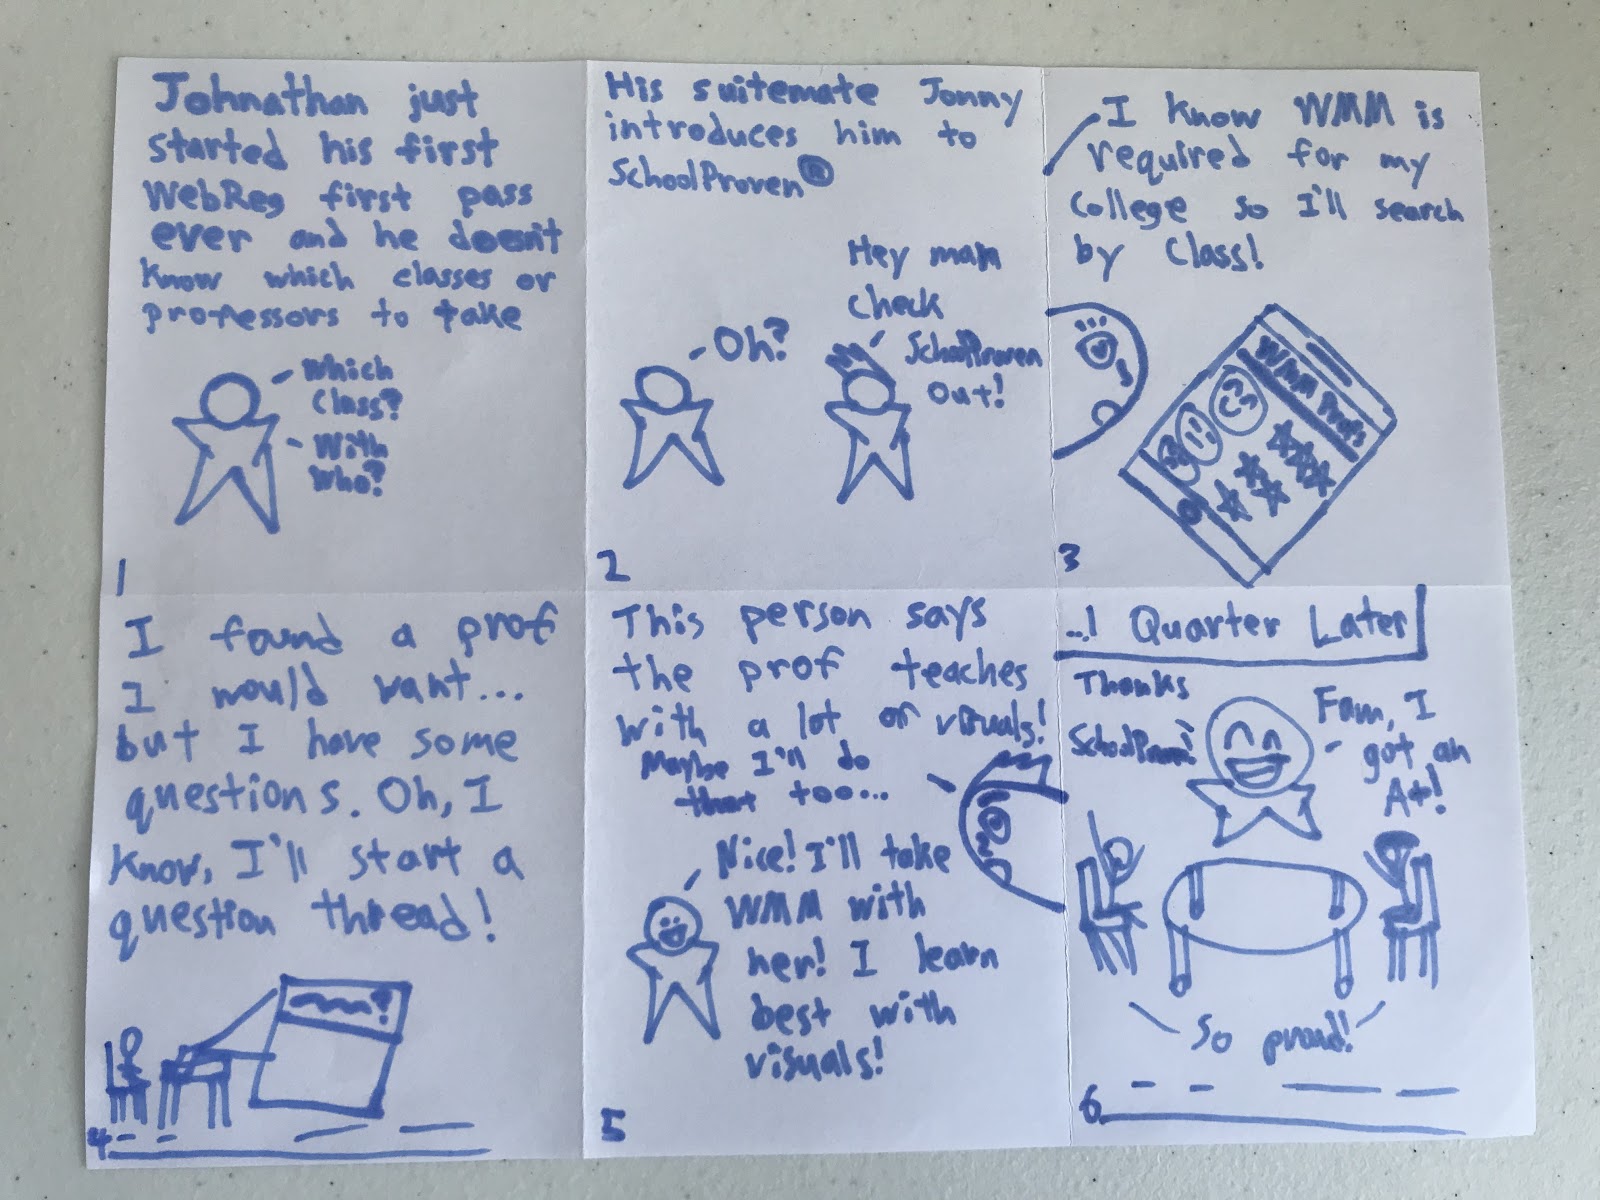 Johnathan just
started his first
WebReg first pass
ever and he doesn't
know which classes or
professors to take
Which
Class?
With
Who?
1
His suitemate Jonny
introduces him to
SchoolProven®
Oh?
Hey man
check
SchoolProven
Out!
2
I know WMM is
required for my
College so I'll search
by Class!
WMM Profs
3
I found a prof
I would want...
but I have some
questions. Oh, I
know, I'll start a
question thread!
?
4
This person says
the prof teaches
with a lot of visuals!
Maybe I'll do
that too...
Nice! I'll take
WMM with
her! I learn
best with
visuals!
5
...1 Quarter Later
Thanks
SchoolProven!
Fam, I
got an
A+!
So proud!
6